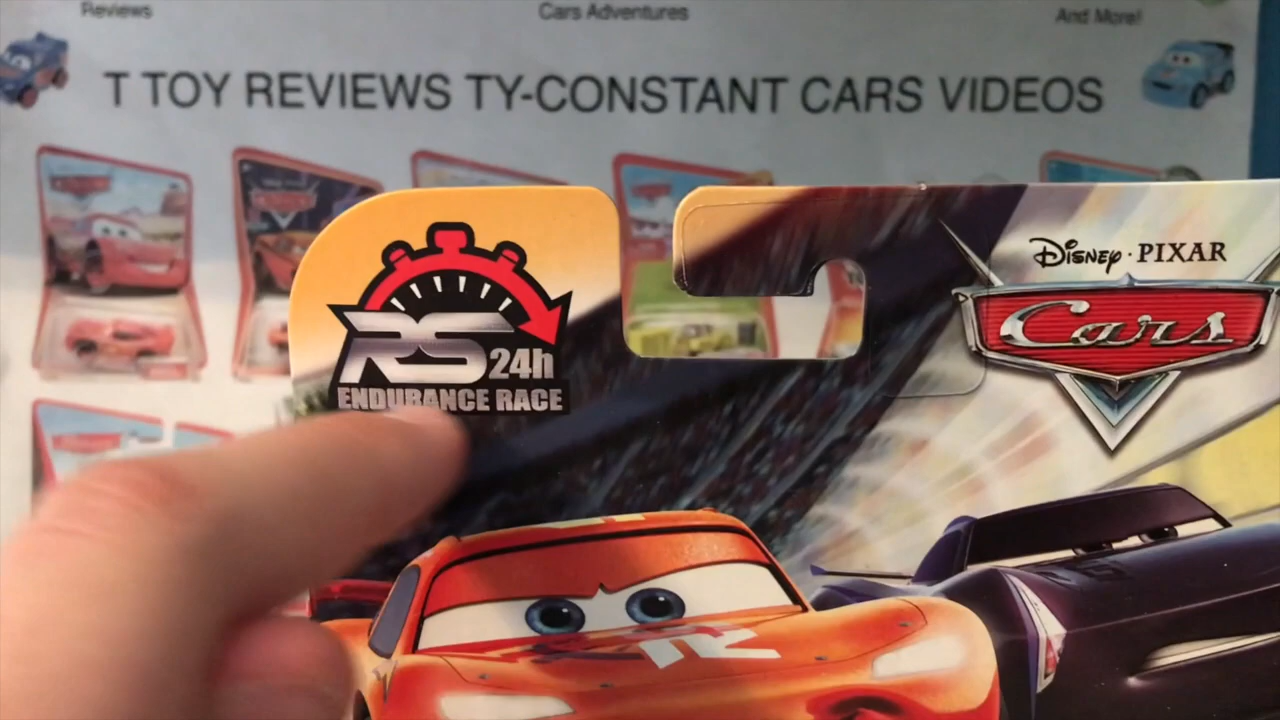 Reviews
Cars Adventures
And More!
T TOY REVIEWS TY-CONSTANT CARS VIDEOS
RS 24h
ENDURANCE RACE
DISNEY·PIXAR
Cars